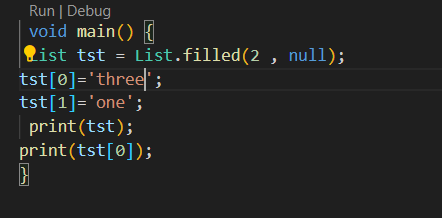 Run | Debug
void main() {
List tst = List.filled(2 , null);
tst[0]='three';
tst[1]='one';
print(tst);
print(tst[0]);
}